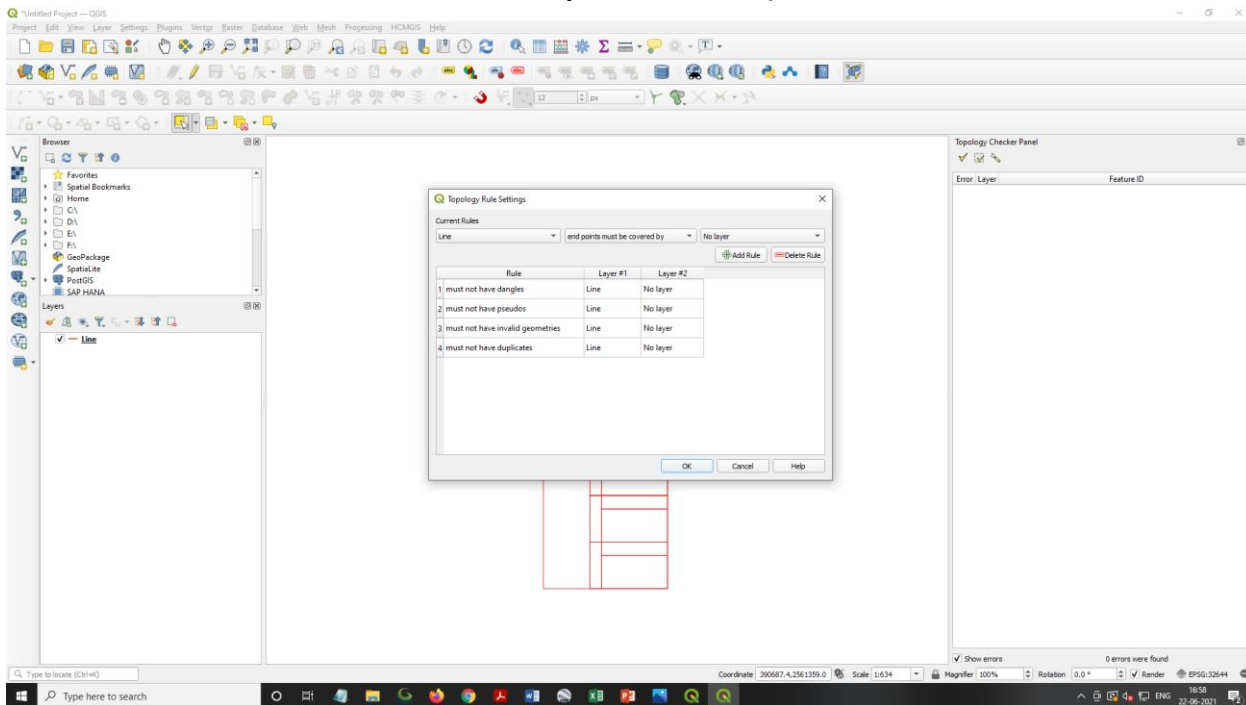 *Untitled Project — QGIS
Project Edit View Layer Settings Plugins Vector Raster Database Web Mesh Processing HCMGIS Help
12 px
Browser
Favorites
Spatial Bookmarks
Home
C:\
D:\
E:\
F:\
GeoPackage
SpatiaLite
PostGIS
SAP HANA
Layers
Line
Topology Rule Settings
Current Rules
Line end points must be covered by No layer
Add Rule Delete Rule
Rule Layer #1 Layer #2
1 must not have dangles Line No layer
2 must not have pseudos Line No layer
3 must not have invalid geometries Line No layer
4 must not have duplicates Line No layer
OK Cancel Help
Topology Checker Panel
Error Layer Feature ID
Show errors 0 errors were found
Type to locate (Ctrl+K) Coordinate 390687.4,2561359.0 Scale 1:634 Magnifier 100% Rotation 0.0 ° Render EPSG:32644
Type here to search ENG 16:58
22-06-2021